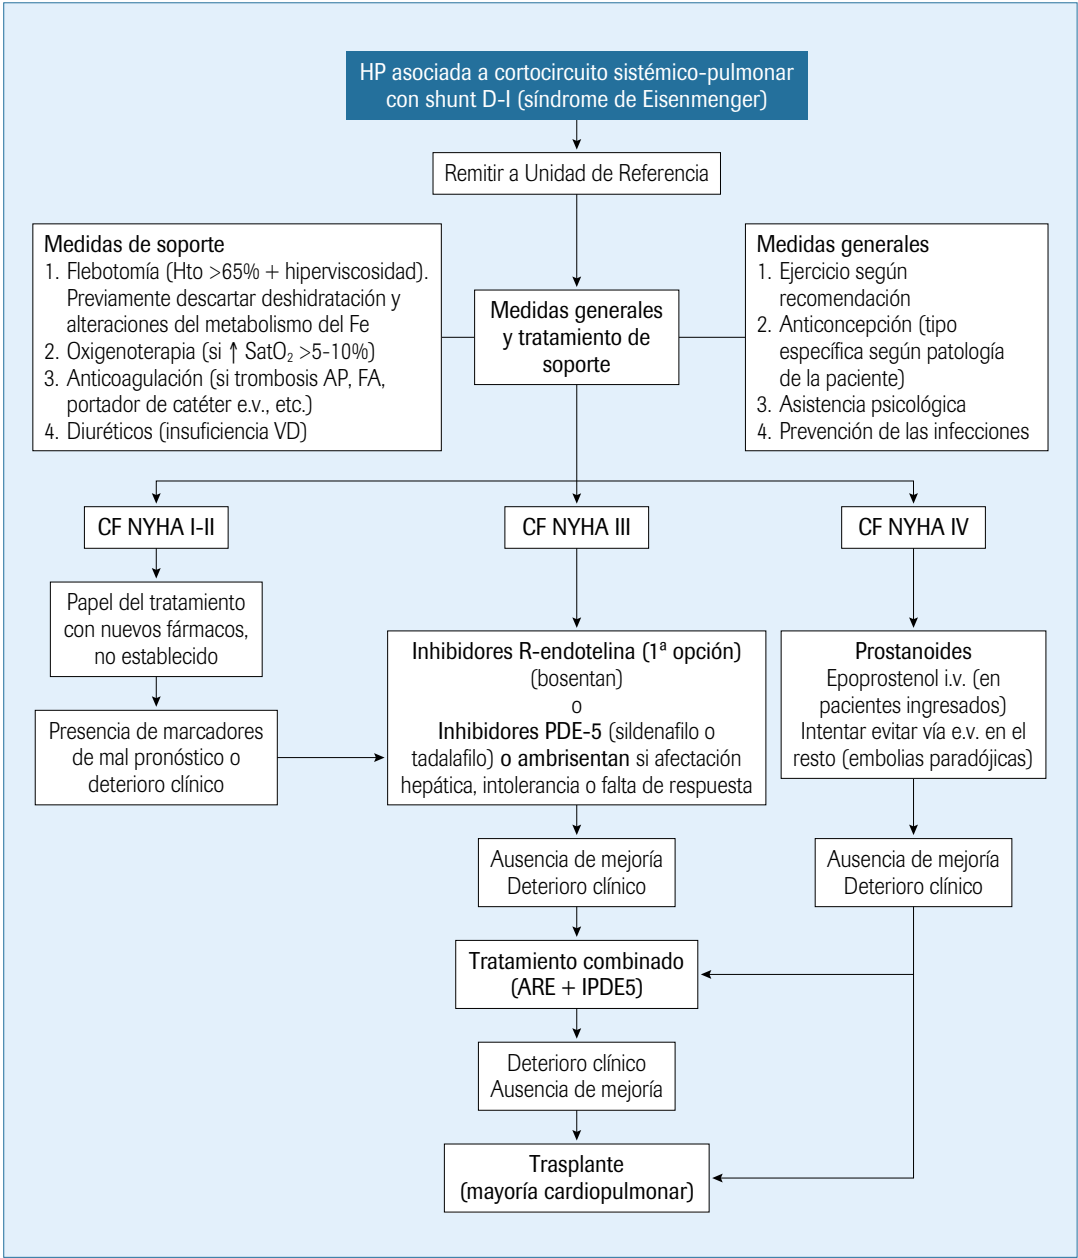 HP asociada a cortocircuito sistémico-pulmonar
con shunt D-I (síndrome de Eisenmenger)
Remitir a Unidad de Referencia
Medidas de soporte
1. Flebotomía (Hto >65% + hiperviscosidad).
Previamente descartar deshidratación y
alteraciones del metabolismo del Fe
2. Oxigenoterapia (si ↑ SatO₂ >5-10%)
3. Anticoagulación (si trombosis AP, FA,
portador de catéter e.v., etc.)
4. Diuréticos (insuficiencia VD)
Medidas generales
y tratamiento de
soporte
Medidas generales
1. Ejercicio según
recomendación
2. Anticoncepción (tipo
específica según patología
de la paciente)
3. Asistencia psicológica
4. Prevención de las infecciones
CF NYHA I-II
CF NYHA III
CF NYHA IV
Papel del tratamiento
con nuevos fármacos,
no establecido
Presencia de marcadores
de mal pronóstico o
deterioro clínico
Inhibidores R-endotelina (1ª opción)
(bosentan)
o
Inhibidores PDE-5 (sildenafilo o
tadalafilo) o ambrisentan si afectación
hepática, intolerancia o falta de respuesta
Prostanoides
Epoprostenol i.v. (en
pacientes ingresados)
Intentar evitar vía e.v. en el
resto (embolias paradójicas)
Ausencia de mejoría
Deterioro clínico
Ausencia de mejoría
Deterioro clínico
Tratamiento combinado
(ARE + IPDE5)
Deterioro clínico
Ausencia de mejoría
Trasplante
(mayoría cardiopulmonar)